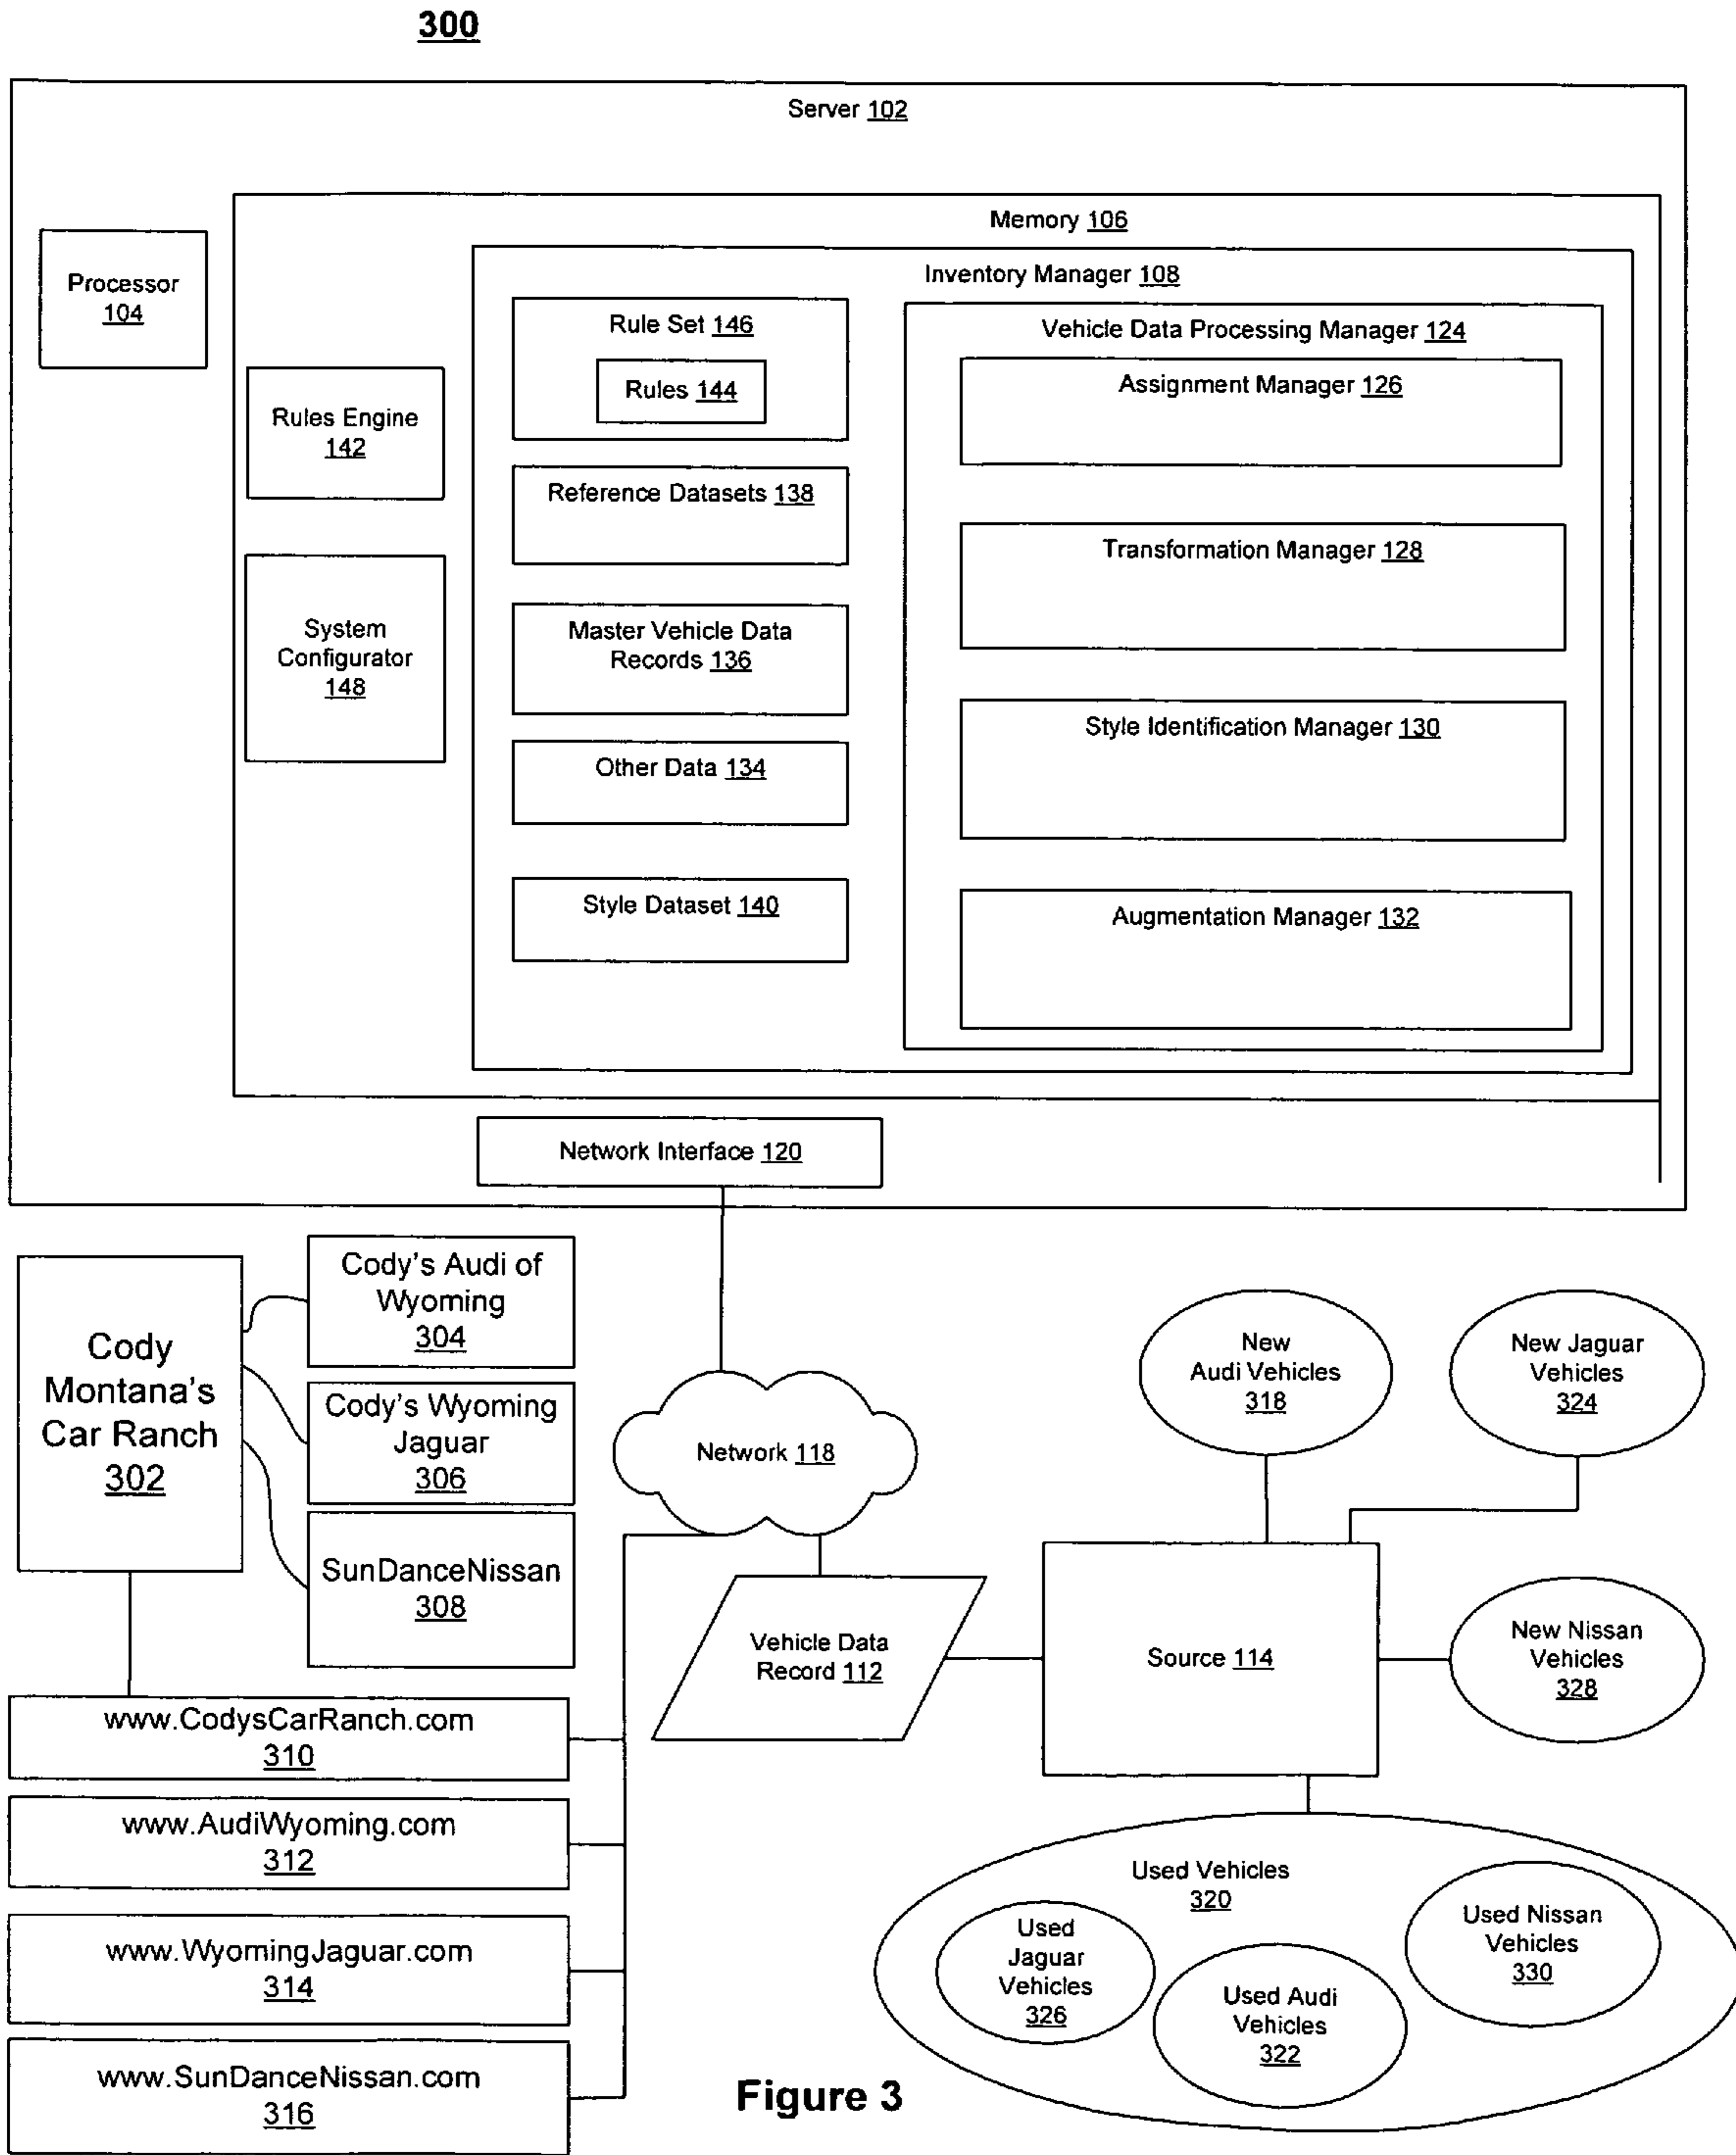 300
Server 102
Memory 106
Processor
104
Inventory Manager 108
Rules Engine
142
System
Configurator
148
Rule Set 146
Rules 144
Reference Datasets 138
Master Vehicle Data
Records 136
Other Data 134
Style Dataset 140
Vehicle Data Processing Manager 124
Assignment Manager 126
Transformation Manager 128
Style Identification Manager 130
Augmentation Manager 132
Network Interface 120
Cody
Montana's
Car Ranch
302
Cody's Audi of
Wyoming
304
Cody's Wyoming
Jaguar
306
SunDanceNissan
308
www.CodysCarRanch.com
310
www.AudiWyoming.com
312
www.WyomingJaguar.com
314
www.SunDanceNissan.com
316
Network 118
Vehicle Data
Record 112
Source 114
New
Audi Vehicles
318
New Jaguar
Vehicles
324
New Nissan
Vehicles
328
Used Vehicles
320
Used
Jaguar
Vehicles
326
Used Audi
Vehicles
322
Used Nissan
Vehicles
330
Figure 3